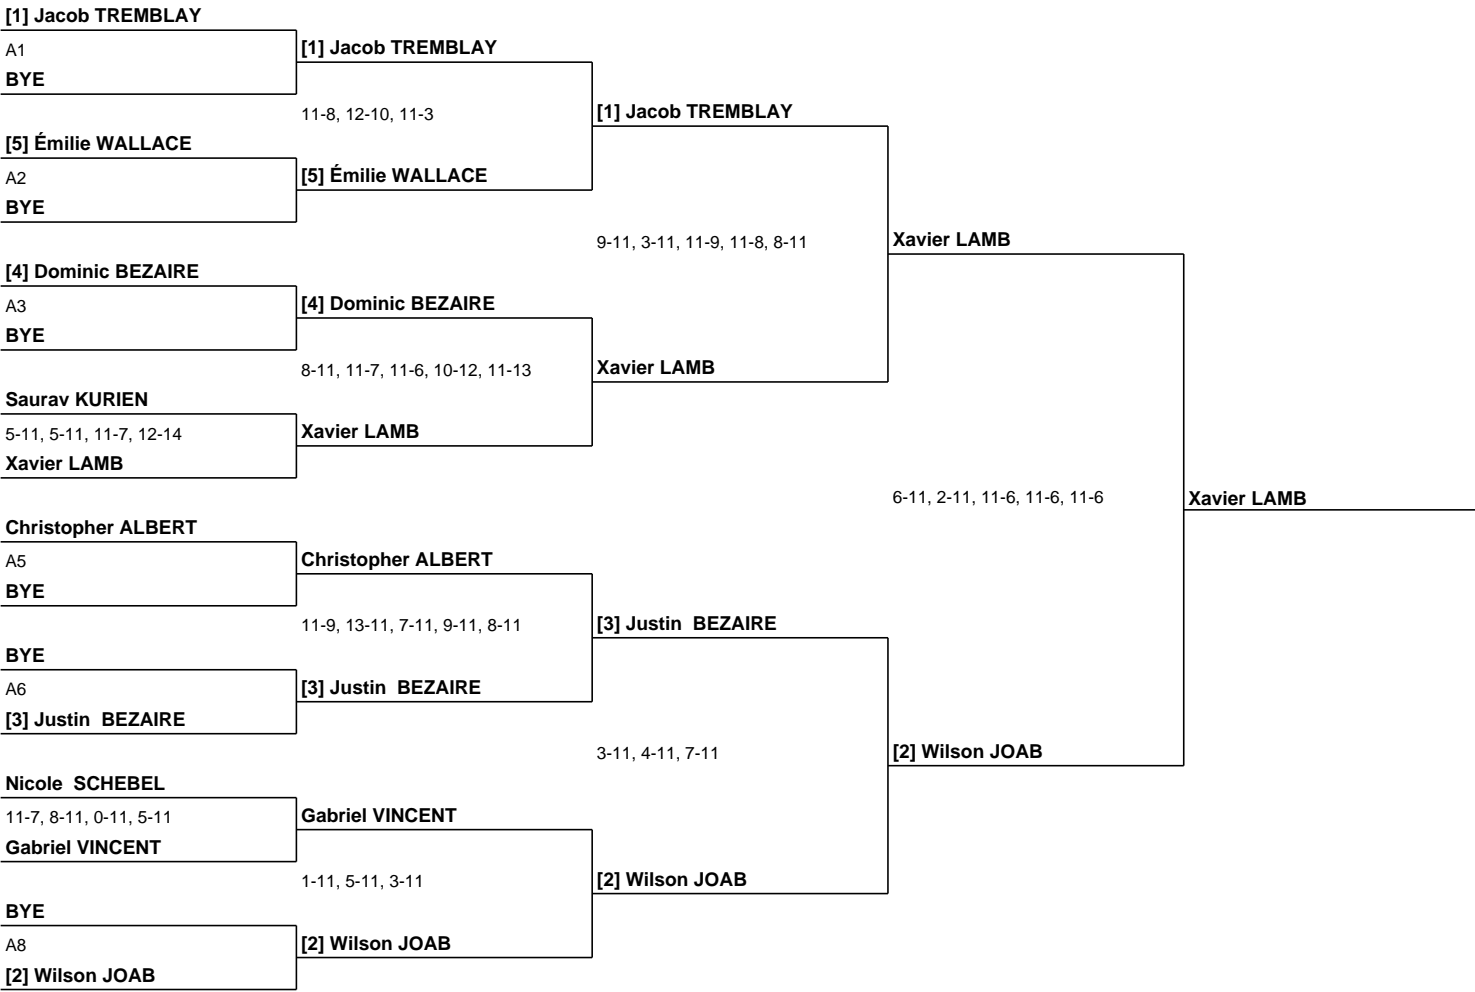 [1] Jacob TREMBLAY
A1
BYE
[5] Émilie WALLACE
A2
BYE
[4] Dominic BEZAIRE
A3
BYE
Saurav KURIEN
5-11, 5-11, 11-7, 12-14
Xavier LAMB
Christopher ALBERT
A5
BYE
BYE
A6
[3] Justin  BEZAIRE
Nicole  SCHEBEL
11-7, 8-11, 0-11, 5-11
Gabriel VINCENT
BYE
A8
[2] Wilson JOAB
[1] Jacob TREMBLAY
11-8, 12-10, 11-3
[5] Émilie WALLACE
[4] Dominic BEZAIRE
8-11, 11-7, 11-6, 10-12, 11-13
Xavier LAMB
Christopher ALBERT
11-9, 13-11, 7-11, 9-11, 8-11
[3] Justin  BEZAIRE
Gabriel VINCENT
1-11, 5-11, 3-11
[2] Wilson JOAB
[1] Jacob TREMBLAY
9-11, 3-11, 11-9, 11-8, 8-11
Xavier LAMB
[3] Justin  BEZAIRE
3-11, 4-11, 7-11
[2] Wilson JOAB
Xavier LAMB
6-11, 2-11, 11-6, 11-6, 11-6
[2] Wilson JOAB
Xavier LAMB